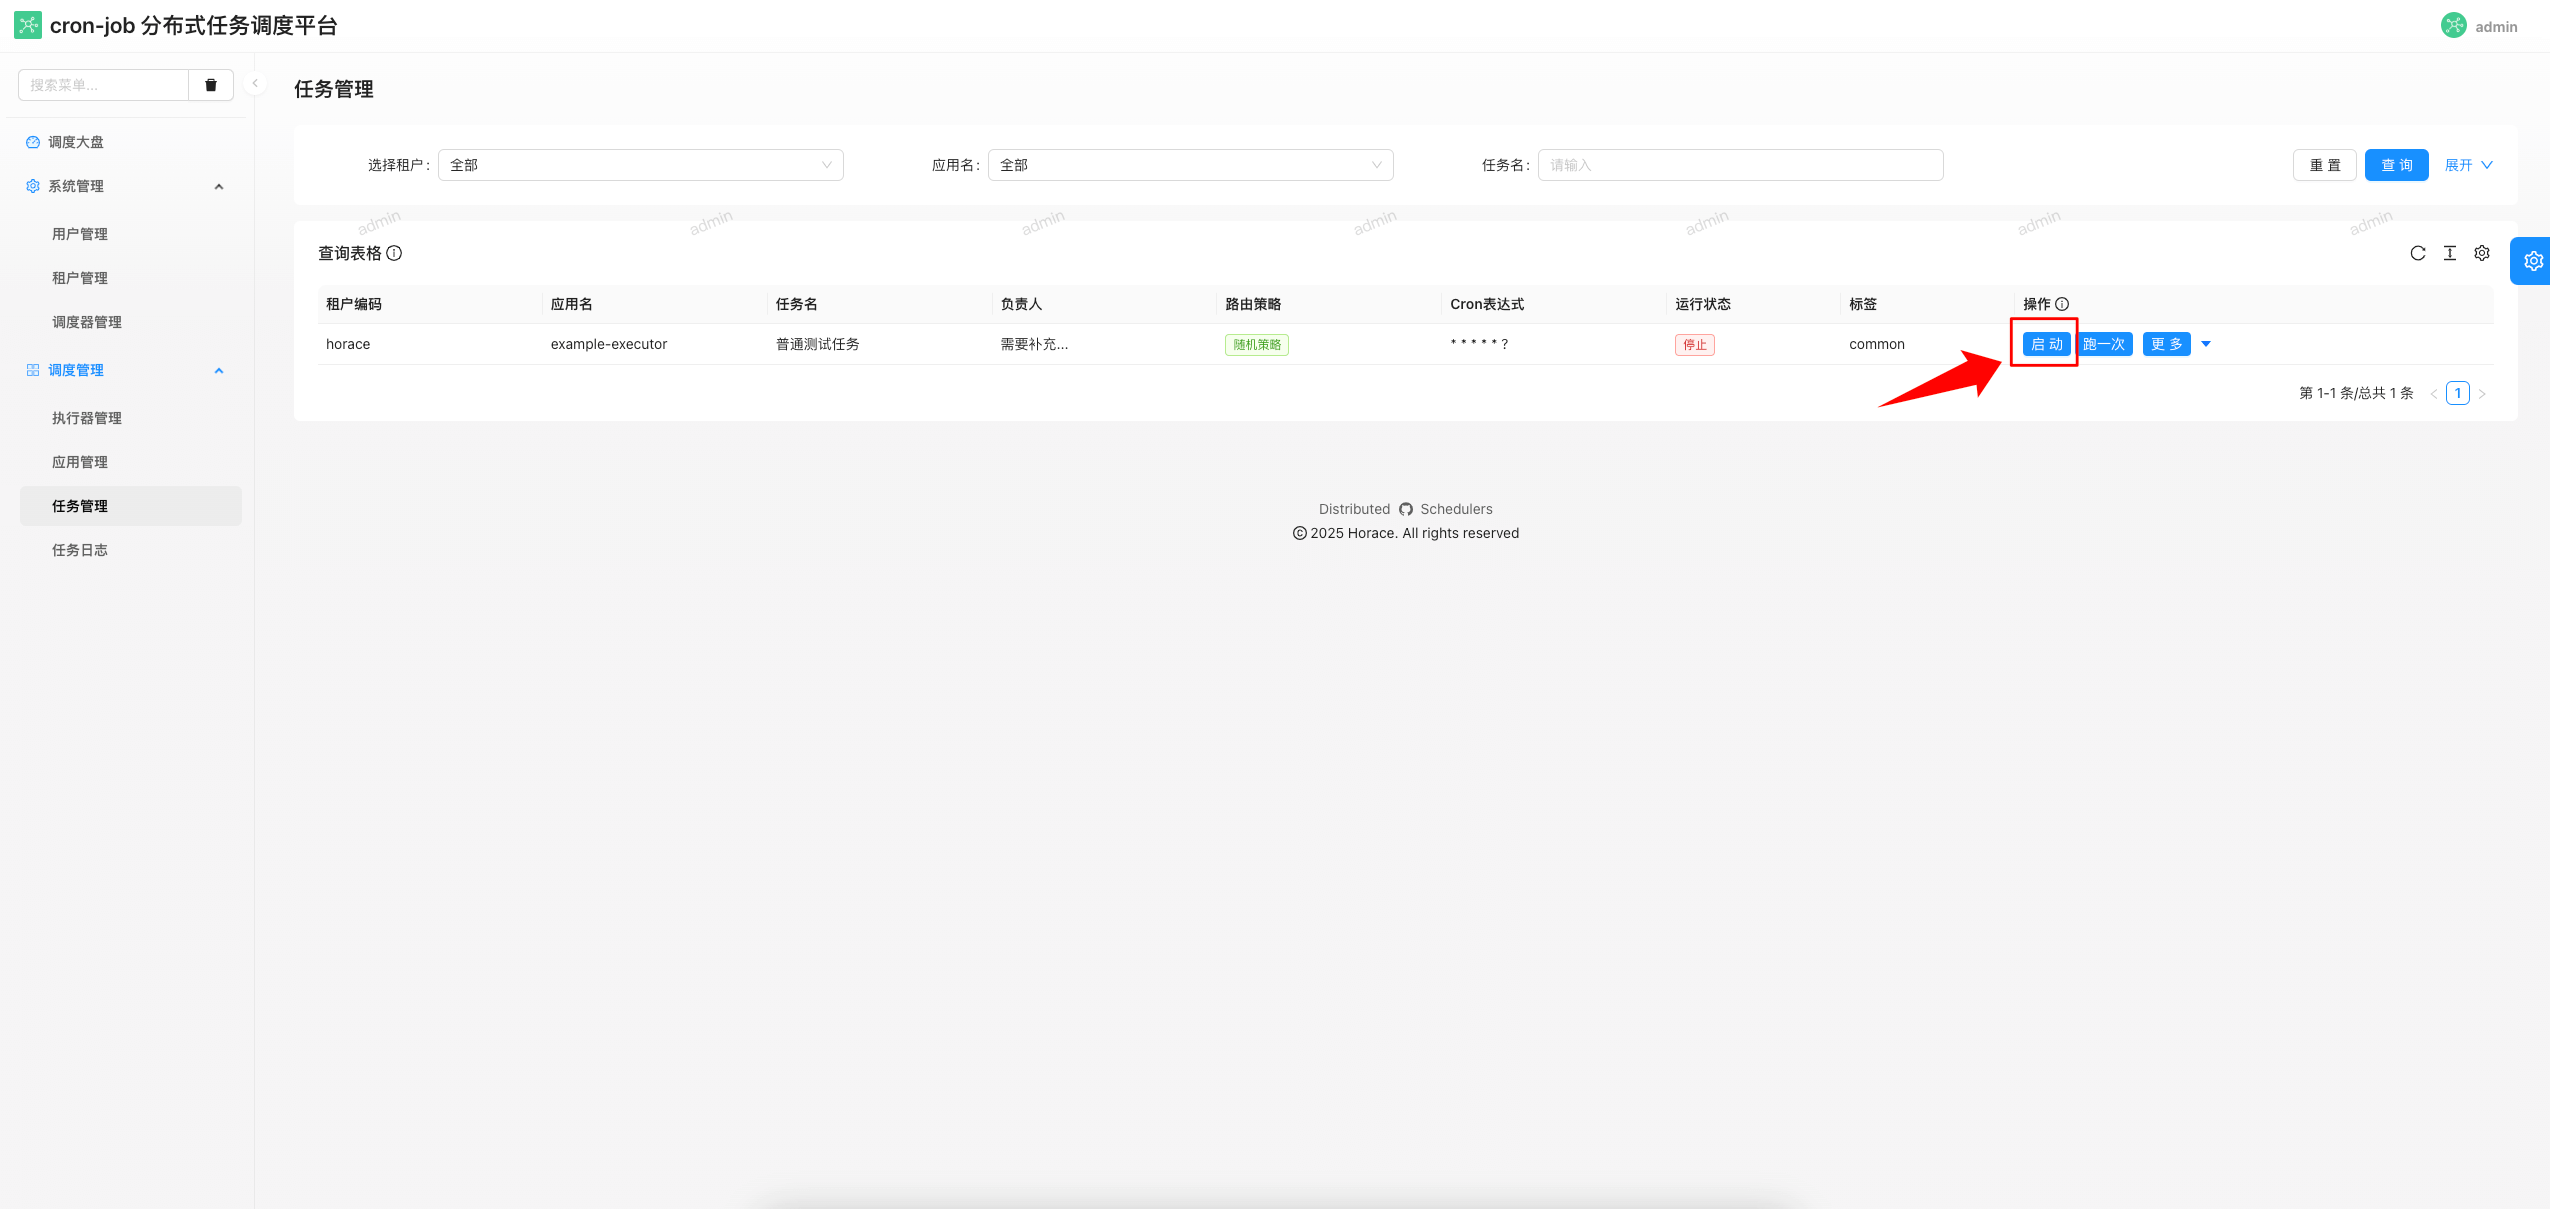 cron-job 分布式任务调度平台
admin
搜索菜单...
调度大盘
系统管理
用户管理
租户管理
调度器管理
调度管理
执行器管理
应用管理
任务管理
任务日志
任务管理
选择租户: 全部
应用名: 全部
任务名: 请输入
重 置
查 询
展开
admin admin admin admin admin admin admin
查询表格
租户编码 应用名 任务名 负责人 路由策略 Cron表达式 运行状态 标签 操作
horace example-executor 普通测试任务 需要补充... 随机策略 * * * * * ? 停止 common 启 动 跑一次 更 多
第 1-1 条/总共 1 条 1
Distributed Schedulers
© 2025 Horace. All rights reserved